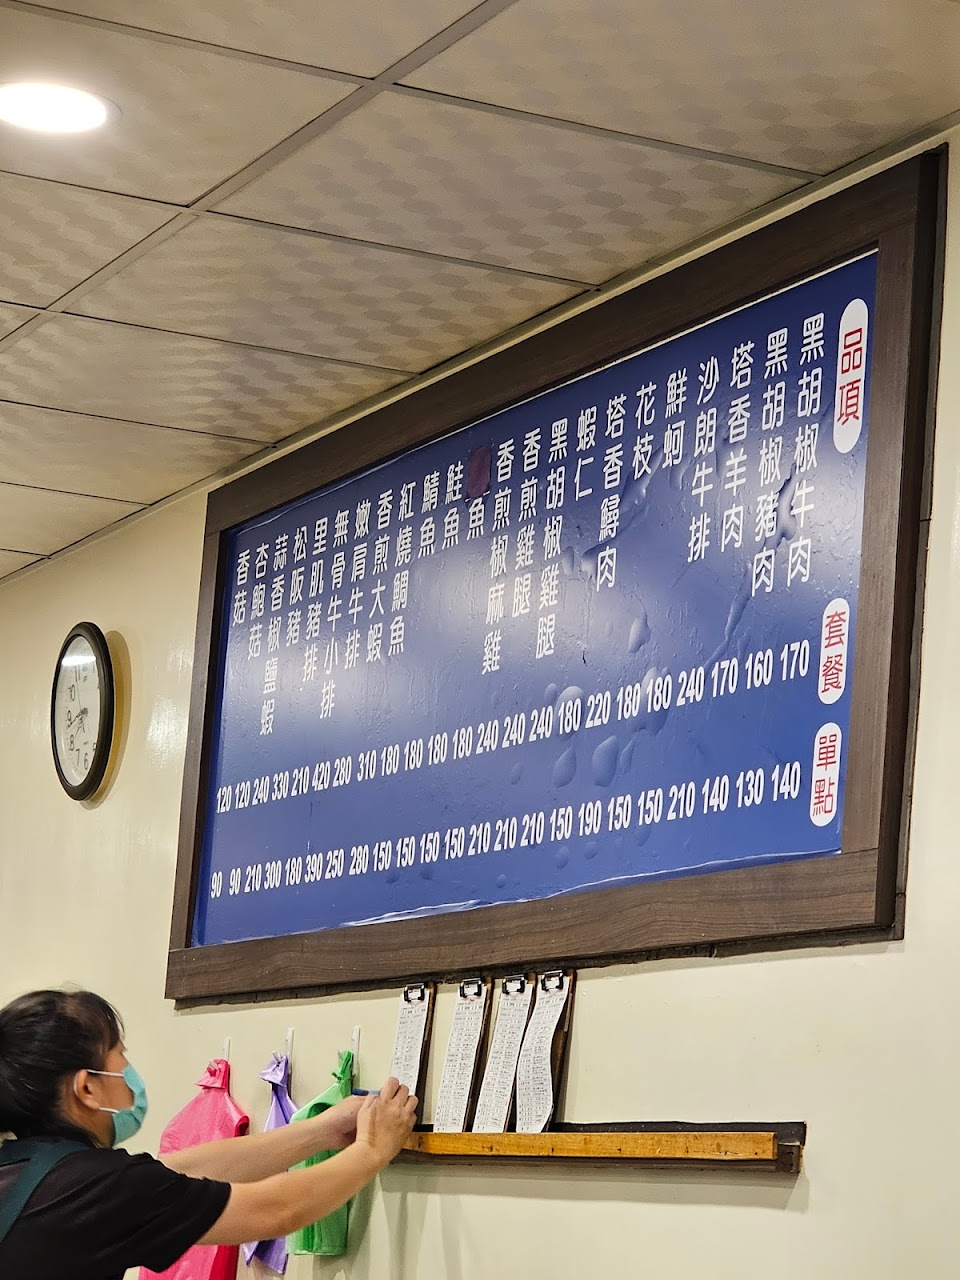 品項 套餐 單點
黑胡椒牛肉 170 140
黑胡椒豬肉 160 130
塔香羊肉 170 140
沙朗牛排 240 210
鮮蚵 180 150
花枝 180 150
塔香鱘肉 220 190
蝦仁 180 150
黑胡椒雞腿 240 210
香煎雞腿 240 210
香煎椒麻雞 240 210
魚 180 150
鮭魚 180 150
鯖魚 180 150
紅燒鯛魚 180 150
香煎大蝦 310 280
嫩肩牛排 280 250
無骨牛小排 420 390
里肌豬排 210 180
松阪豬 330 300
蒜香椒鹽蝦 240 210
杏鮑菇 120 90
香菇 120 90